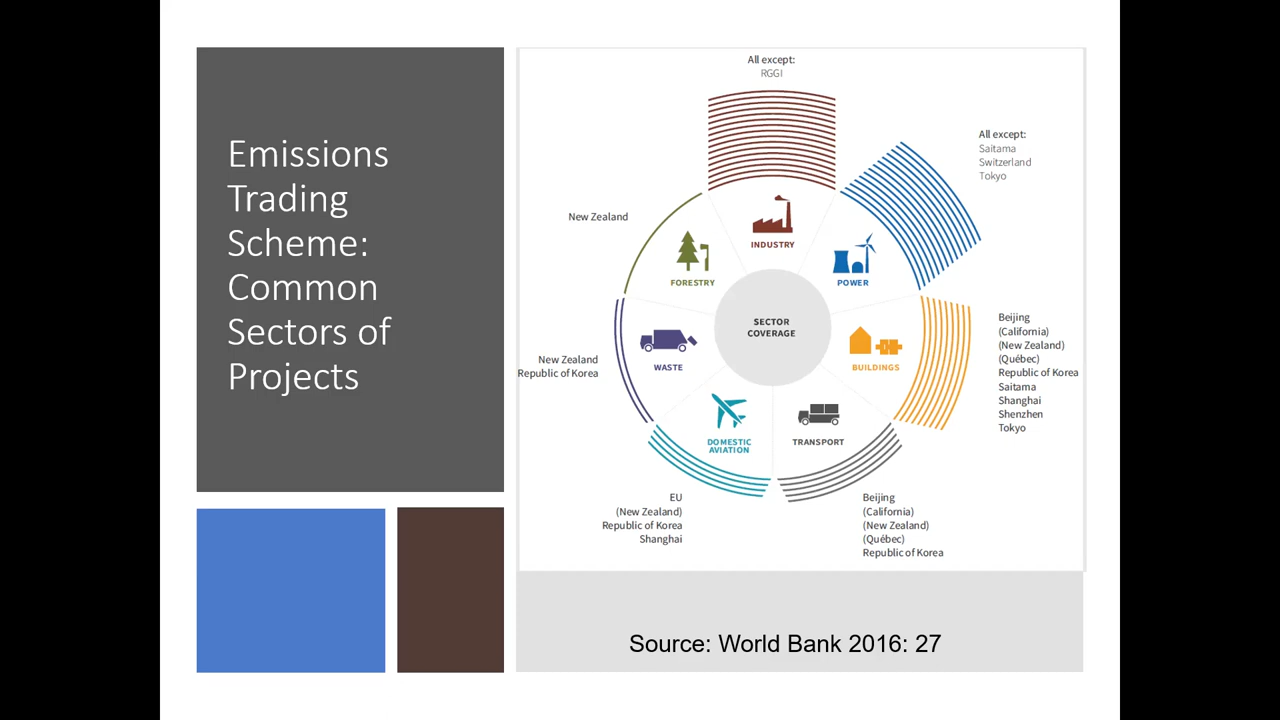 Emissions
Trading
Scheme:
Common
Sectors of
Projects
All except:
RGGI
All except:
Saitama
Switzerland
Tokyo
New Zealand
INDUSTRY
FORESTRY
POWER
SECTOR
COVERAGE
Beijing
(California)
(New Zealand)
(Québec)
Republic of Korea
Saitama
Shanghai
Shenzhen
Tokyo
New Zealand
Republic of Korea
WASTE
BUILDINGS
DOMESTIC
AVIATION
TRANSPORT
EU
(New Zealand)
Republic of Korea
Shanghai
Beijing
(California)
(New Zealand)
(Québec)
Republic of Korea
Source: World Bank 2016: 27